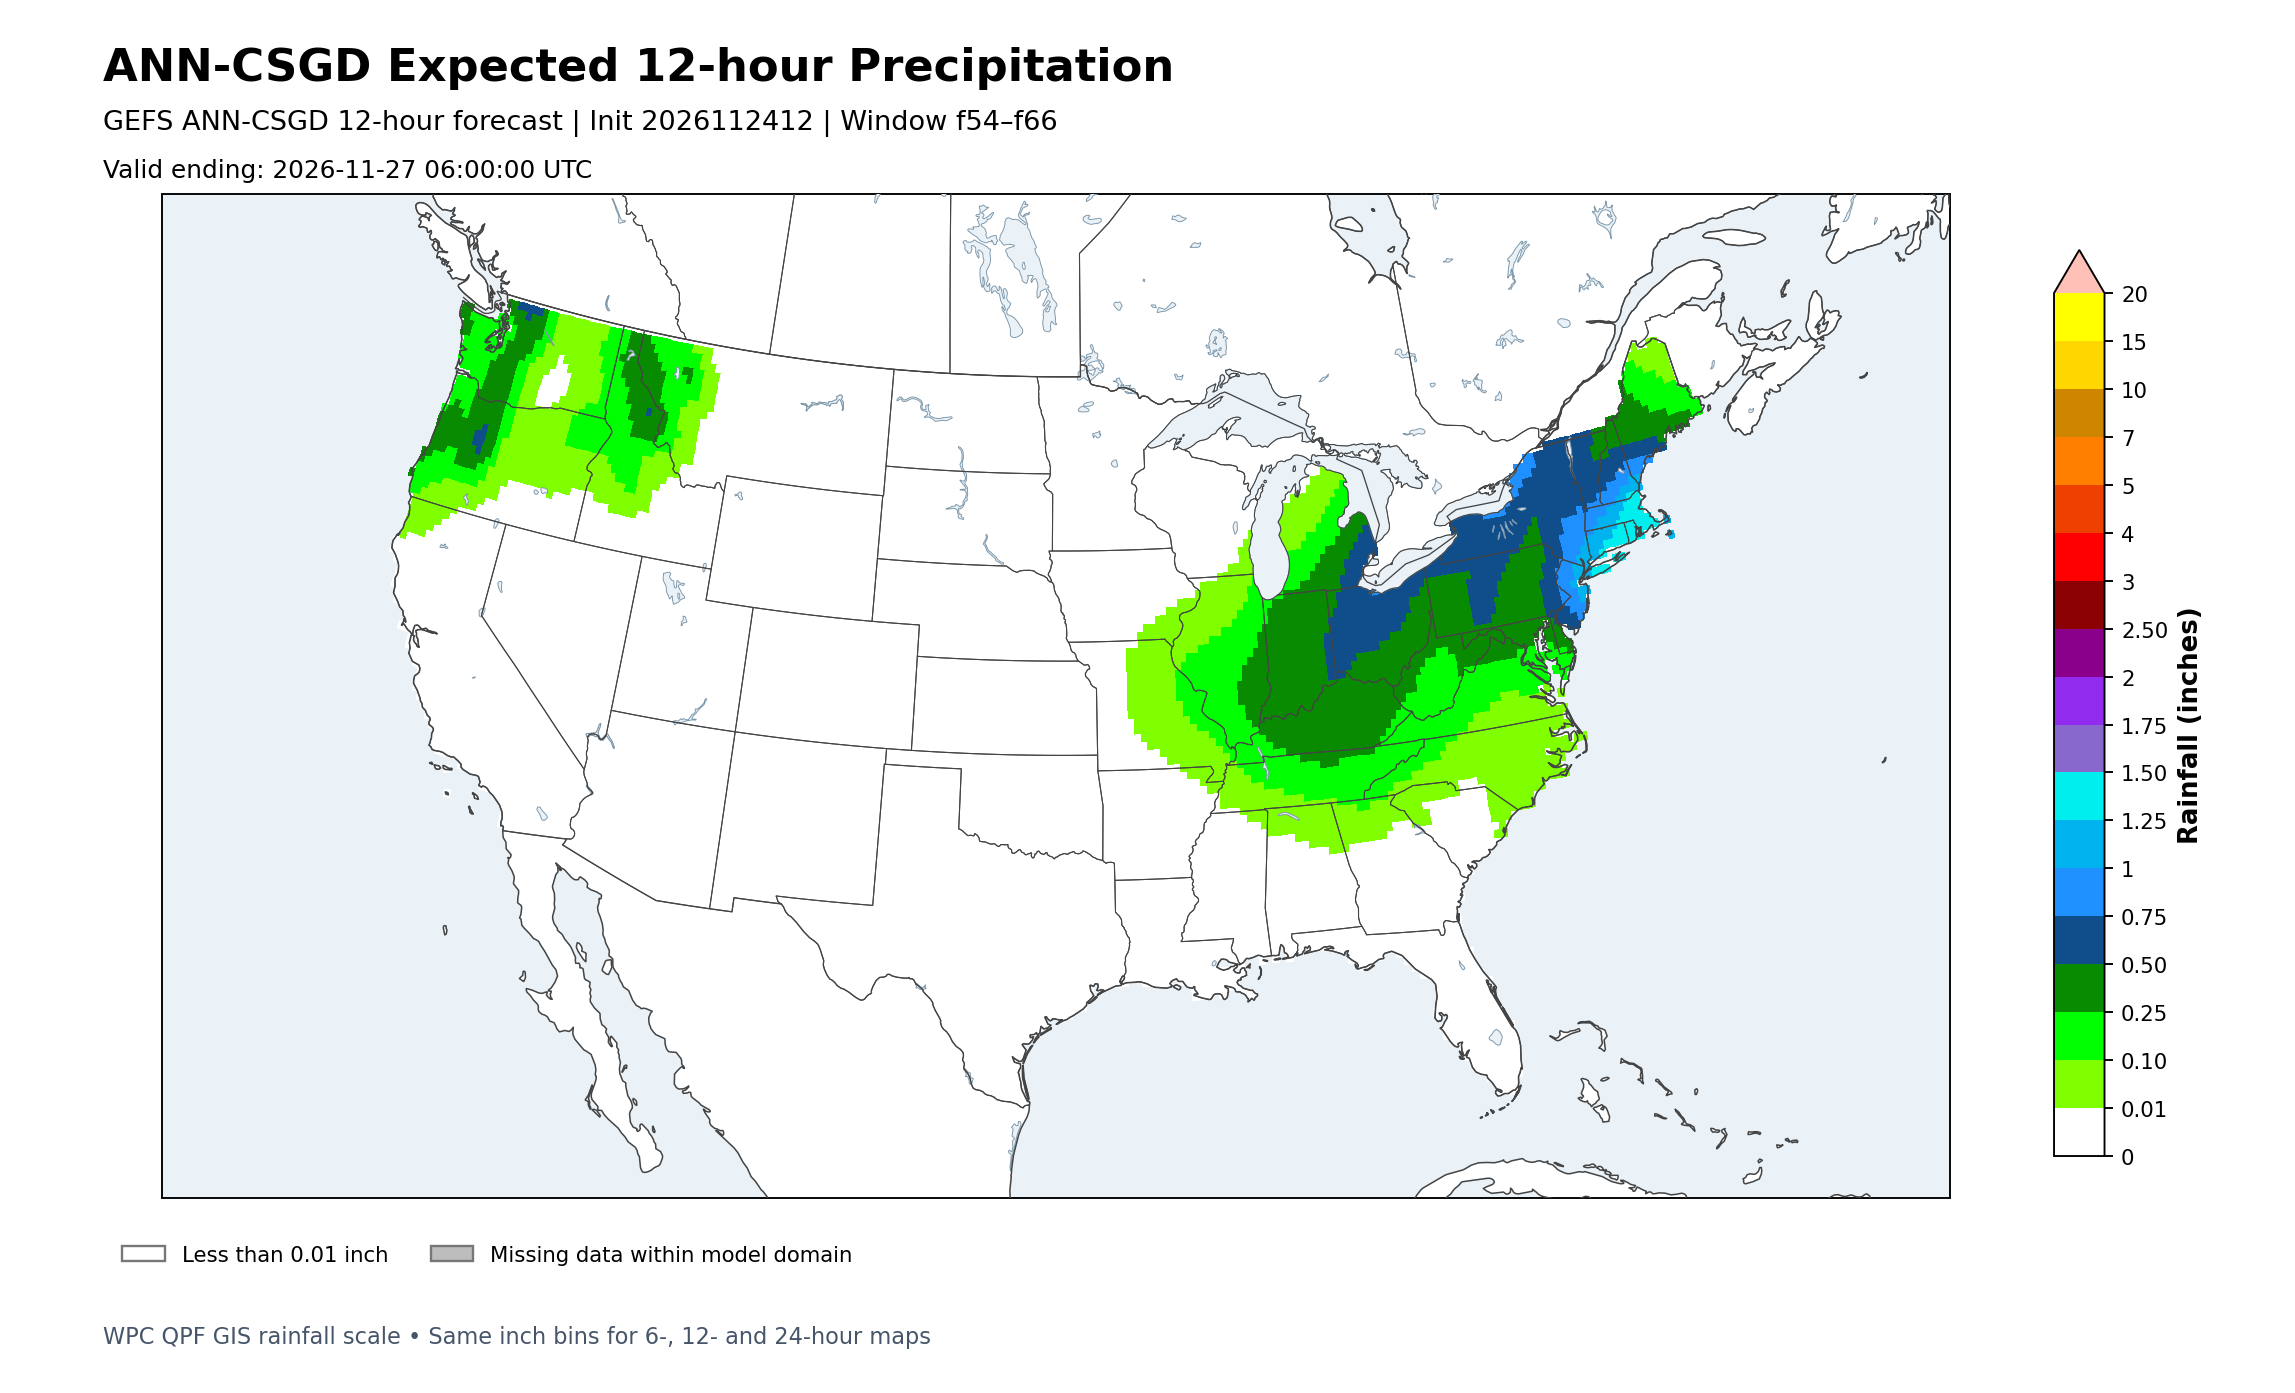 ANN-CSGD Expected 12-hour Precipitation
GEFS ANN-CSGD 12-hour forecast | Init 2026112412 | Window f54–f66
Valid ending: 2026-11-27 06:00:00 UTC
20
15
10
7
5
4
3
2.50
2
1.75
1.50
1.25
1
0.75
0.50
0.25
0.10
0.01
0
Rainfall (inches)
Less than 0.01 inch
Missing data within model domain
WPC QPF GIS rainfall scale • Same inch bins for 6-, 12- and 24-hour maps